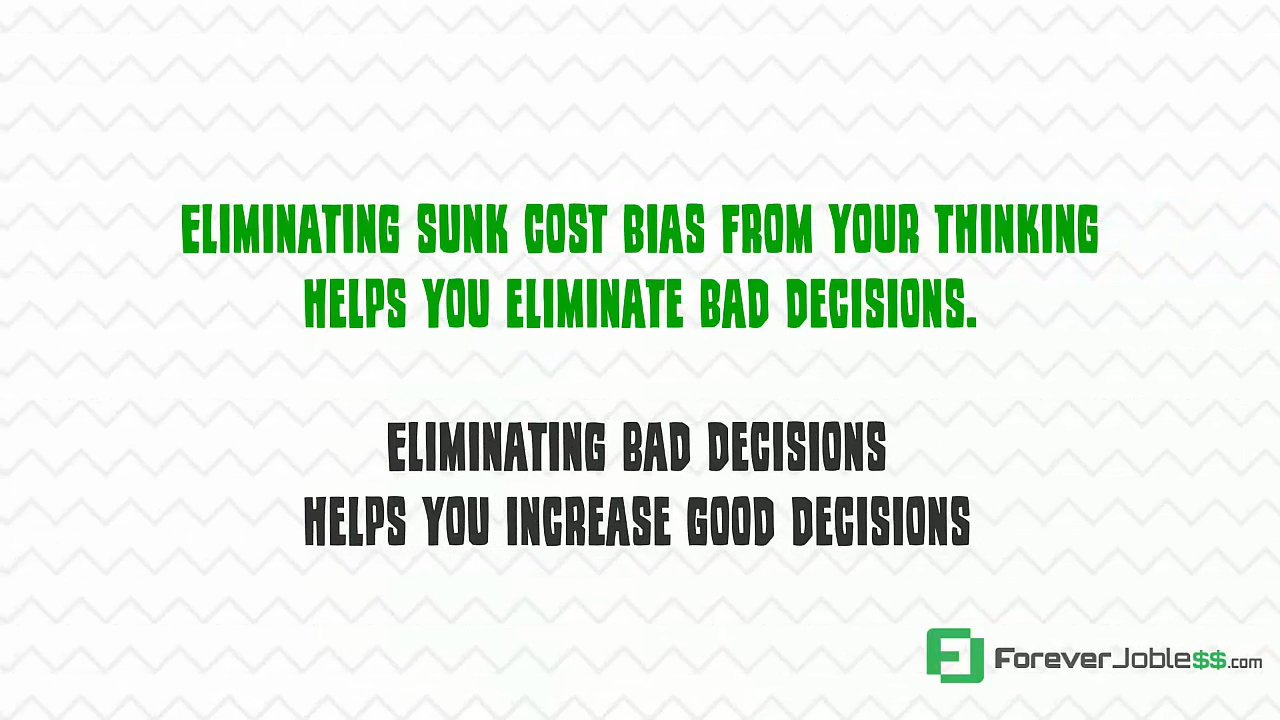 ELIMINATING SUNK COST BIAS FROM YOUR THINKING
HELPS YOU ELIMINATE BAD DECISIONS.
ELIMINATING BAD DECISIONS
HELPS YOU INCREASE GOOD DECISIONS
FJ ForeverJoble$$.com